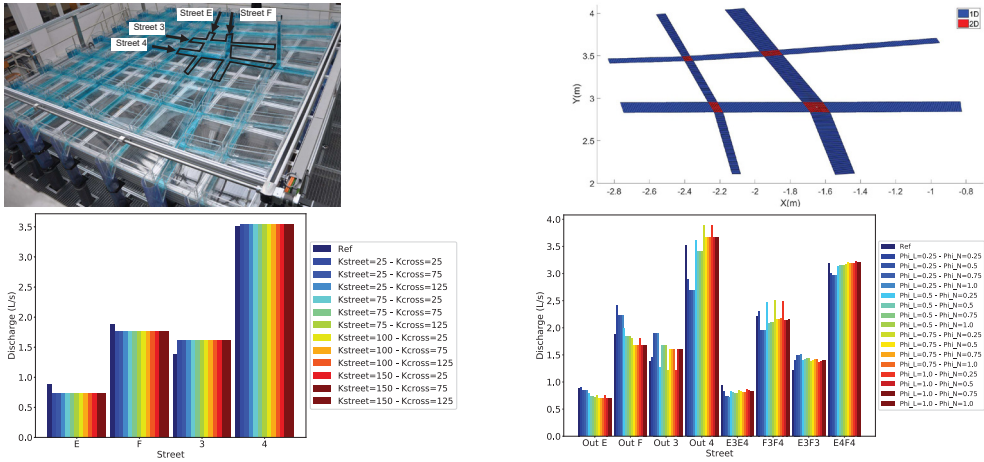 Street E
Street F
Street 3
Street 4
1D
2D
4
3.5
3
2.5
2
Y(m)
-2.8
-2.6
-2.4
-2.2
-2
-1.8
-1.6
-1.4
-1.2
-1
-0.8
-0.6
X(m)
3.5
3.0
2.5
2.0
1.5
1.0
0.5
0.0
Discharge (L/s)
E
F
3
4
Street
Ref
Kstreet=25 - Kcross=25
Kstreet=25 - Kcross=75
Kstreet=25 - Kcross=125
Kstreet=75 - Kcross=25
Kstreet=75 - Kcross=75
Kstreet=75 - Kcross=125
Kstreet=100 - Kcross=25
Kstreet=100 - Kcross=75
Kstreet=100 - Kcross=125
Kstreet=150 - Kcross=25
Kstreet=150 - Kcross=75
Kstreet=150 - Kcross=125
4.0
3.5
3.0
2.5
2.0
1.5
1.0
0.5
0.0
Discharge (L/s)
Out E
Out F
Out 3
Out 4
E3E4
F3F4
E3F3
E4F4
Street
Ref
Phi_L=0.25 - Phi_N=0.25
Phi_L=0.25 - Phi_N=0.5
Phi_L=0.25 - Phi_N=0.75
Phi_L=0.25 - Phi_N=1.0
Phi_L=0.5 - Phi_N=0.25
Phi_L=0.5 - Phi_N=0.5
Phi_L=0.5 - Phi_N=0.75
Phi_L=0.5 - Phi_N=1.0
Phi_L=0.75 - Phi_N=0.25
Phi_L=0.75 - Phi_N=0.5
Phi_L=0.75 - Phi_N=0.75
Phi_L=0.75 - Phi_N=1.0
Phi_L=1.0 - Phi_N=0.25
Phi_L=1.0 - Phi_N=0.5
Phi_L=1.0 - Phi_N=0.75
Phi_L=1.0 - Phi_N=1.0